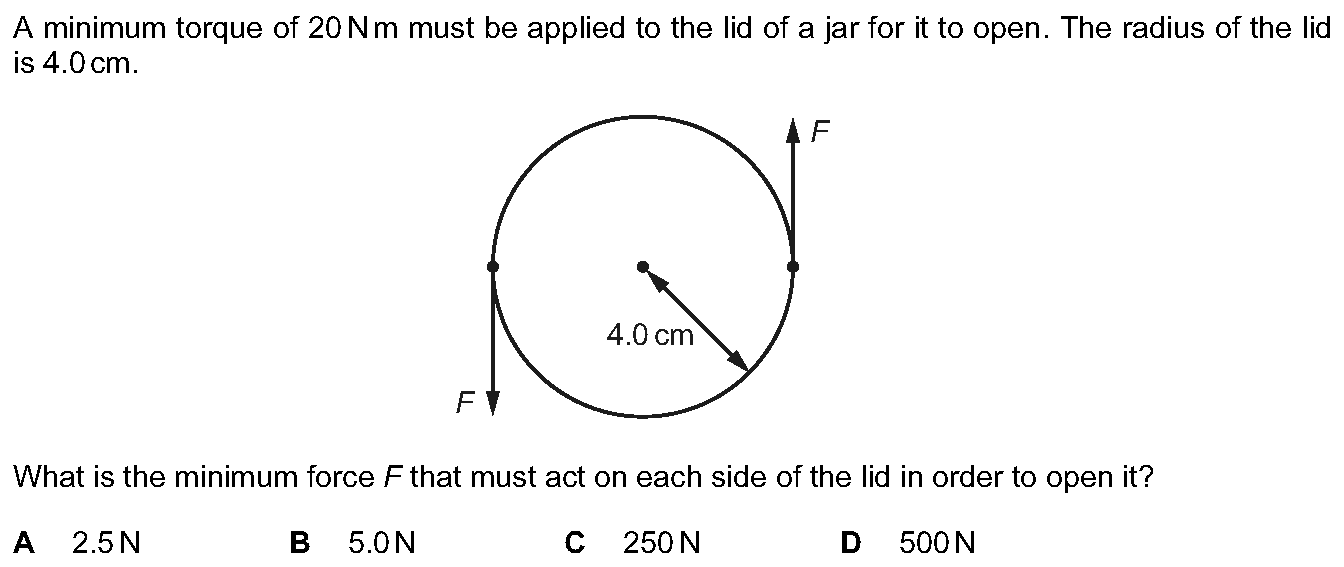 A minimum torque of 20 N m must be applied to the lid of a jar for it to open. The radius of the lid
is 4.0 cm.
F
4.0 cm
F
What is the minimum force F that must act on each side of the lid in order to open it?
A 2.5 N B 5.0 N C 250 N D 500 N